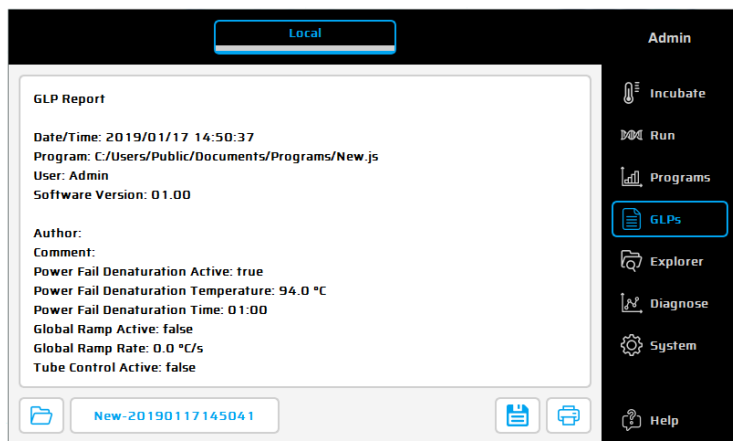 Local
Admin
GLP Report
Date/Time: 2019/01/17 14:50:37
Program: C:/Users/Public/Documents/Programs/New.js
User: Admin
Software Version: 01.00
Author:
Comment:
Power Fail Denaturation Active: true
Power Fail Denaturation Temperature: 94.0 °C
Power Fail Denaturation Time: 01:00
Global Ramp Active: false
Global Ramp Rate: 0.0 °C/s
Tube Control Active: false
New-20190117145041
Incubate
Run
Programs
GLPs
Explorer
Diagnose
System
Help